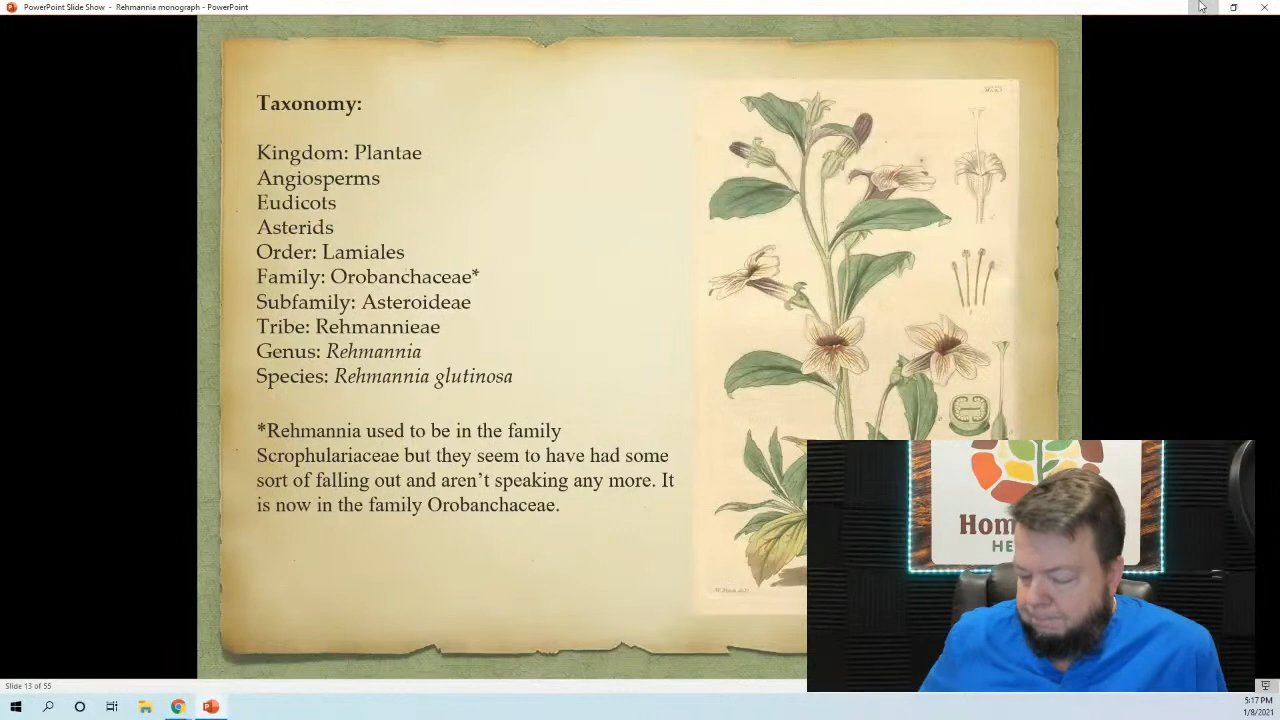 PowerPoint Slide Show - Rehmannia monograph - PowerPoint
Taxonomy:
Kingdom: Plantae
Angiosperms
Eudicots
Asterids
Order: Lamiales
Family: Orobanchaceae*
Subfamily: Asteroideae
Tribe: Rehmannieae
Genus: Rehmannia
Species: Rehmannia glutinosa
*Rehmannia used to be in the family
Scrophulariaceae but they seem to have had some
sort of falling out and aren’t speaking any more. It
is now in the family Orobanchaceae.
Hom
HE
Slide 13 of 55
5:17 PM
1/8/2021